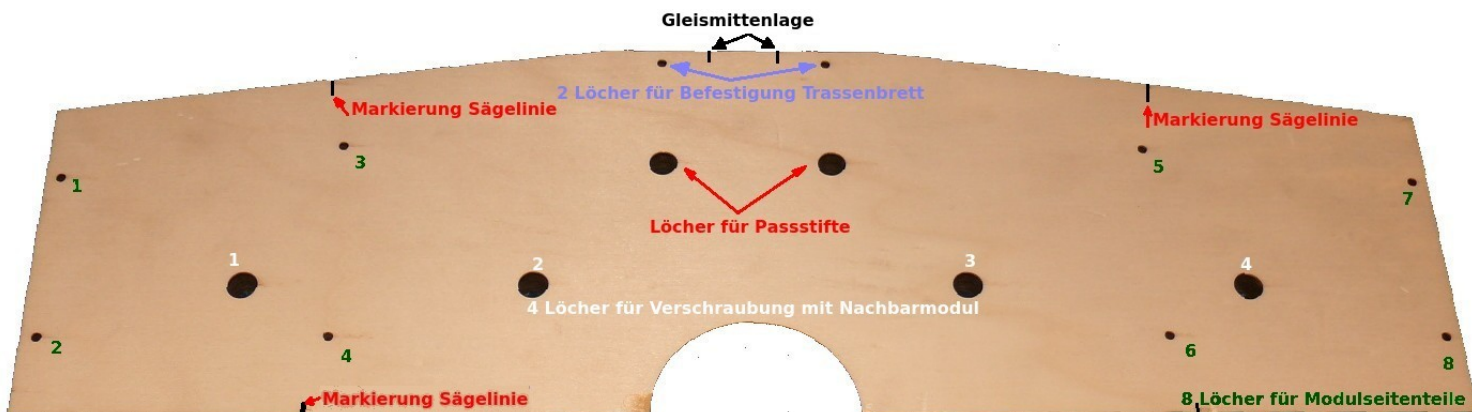 Gleismittenlage
2 Löcher für Befestigung Trassenbrett
Markierung Sägelinie
Markierung Sägelinie
3
5
1
7
Löcher für Passstifte
1
2
3
4
4 Löcher für Verschraubung mit Nachbarmodul
2
4
6
8
Markierung Sägelinie
8 Löcher für Modulseitenteile